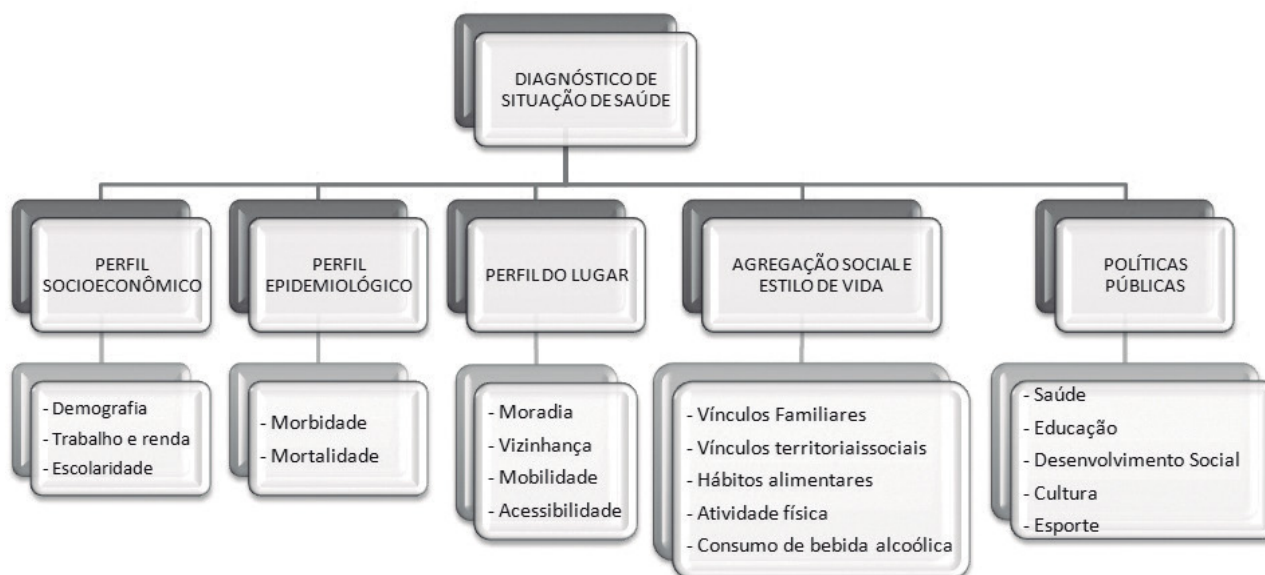 DIAGNÓSTICO DE
SITUAÇÃO DE SAÚDE
PERFIL
SOCIOECONÔMICO
- Demografia
- Trabalho e renda
- Escolaridade
PERFIL
EPIDEMIOLÓGICO
- Morbidade
- Mortalidade
PERFIL DO LUGAR
- Moradia
- Vizinhança
- Mobilidade
- Acessibilidade
AGREGAÇÃO SOCIAL E
ESTILO DE VIDA
- Vínculos Familiares
- Vínculos territoriaissociais
- Hábitos alimentares
- Atividade física
- Consumo de bebida alcoólica
POLÍTICAS
PÚBLICAS
- Saúde
- Educação
- Desenvolvimento Social
- Cultura
- Esporte